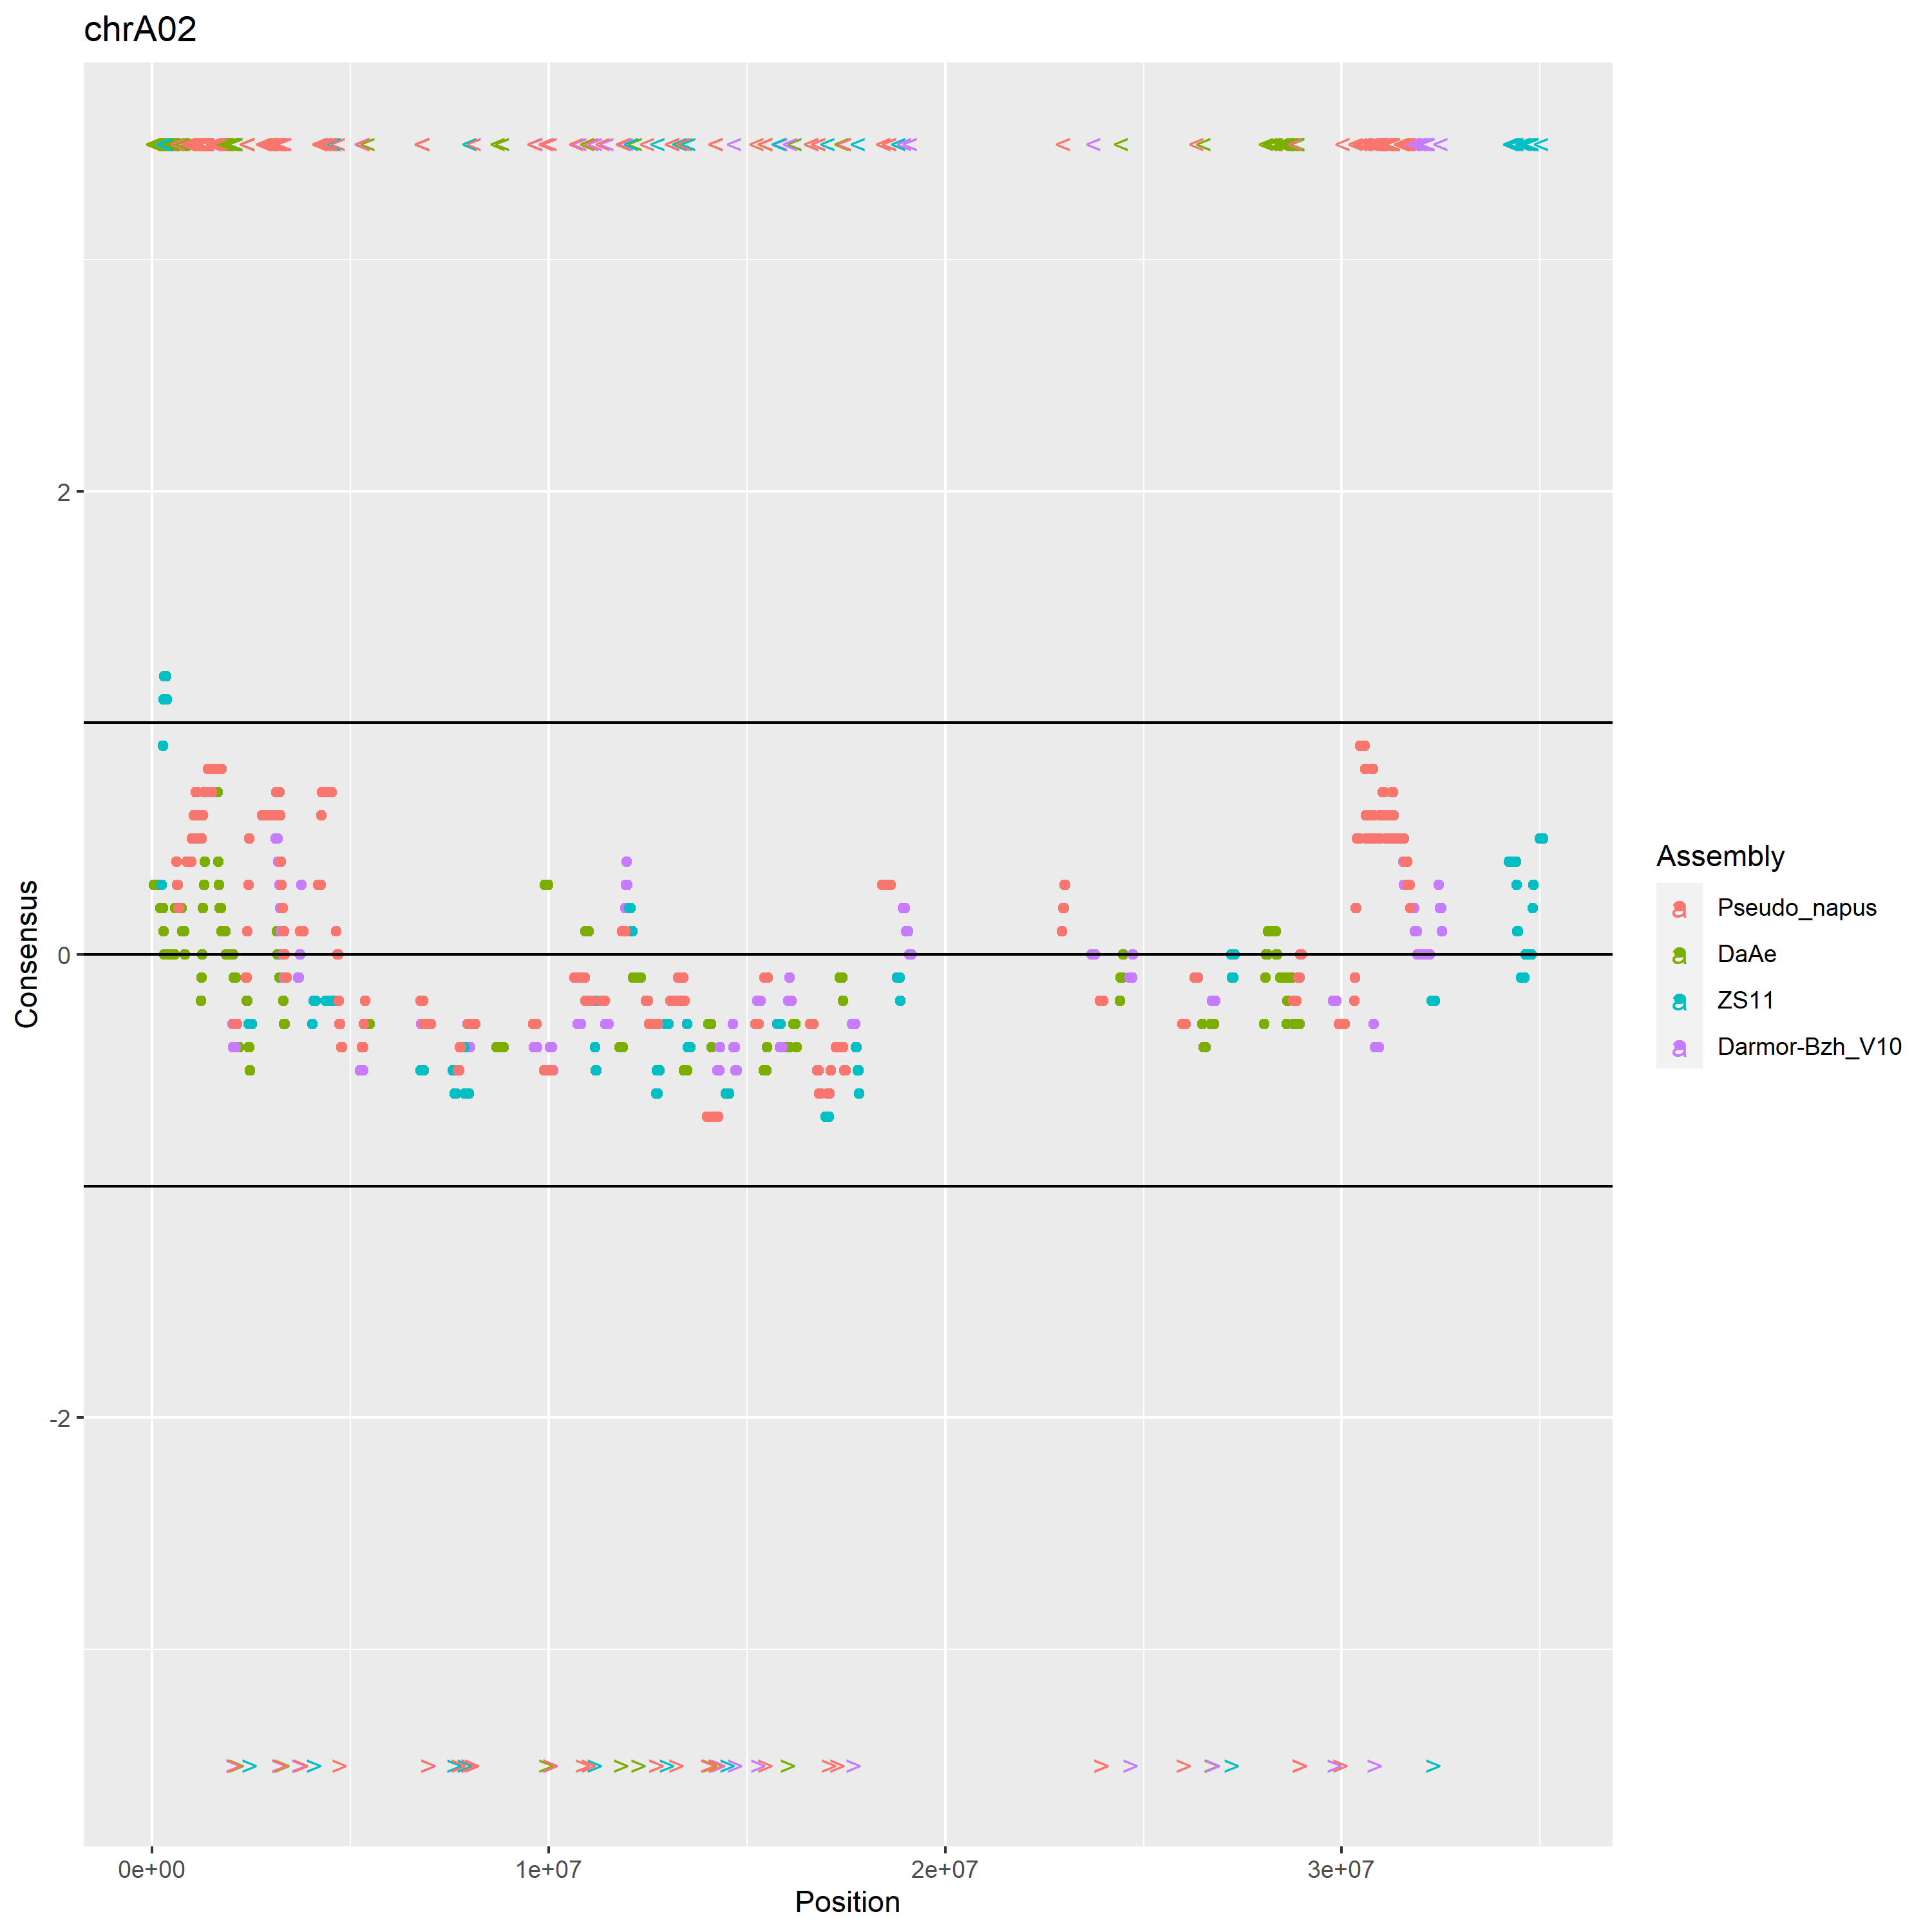 chrA02
2
0
-2
Consensus
0e+00
1e+07
2e+07
3e+07
Position
Assembly
a Pseudo_napus
a DaAe
a ZS11
a Darmor-Bzh_V10